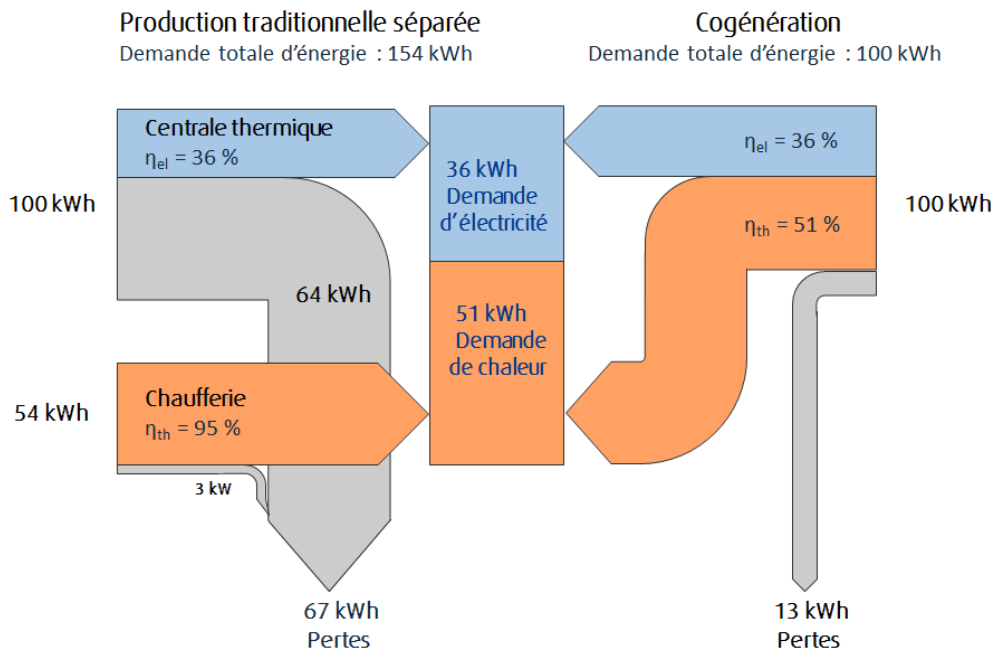 Production traditionnelle séparée
Demande totale d'énergie : 154 kWh
Cogénération
Demande totale d'énergie : 100 kWh
Centrale thermique
ηel = 36 %
100 kWh
64 kWh
Chaufferie
ηth = 95 %
54 kWh
3 kW
67 kWh
Pertes
36 kWh
Demande
d'électricité
51 kWh
Demande
de chaleur
ηel = 36 %
ηth = 51 %
100 kWh
13 kWh
Pertes